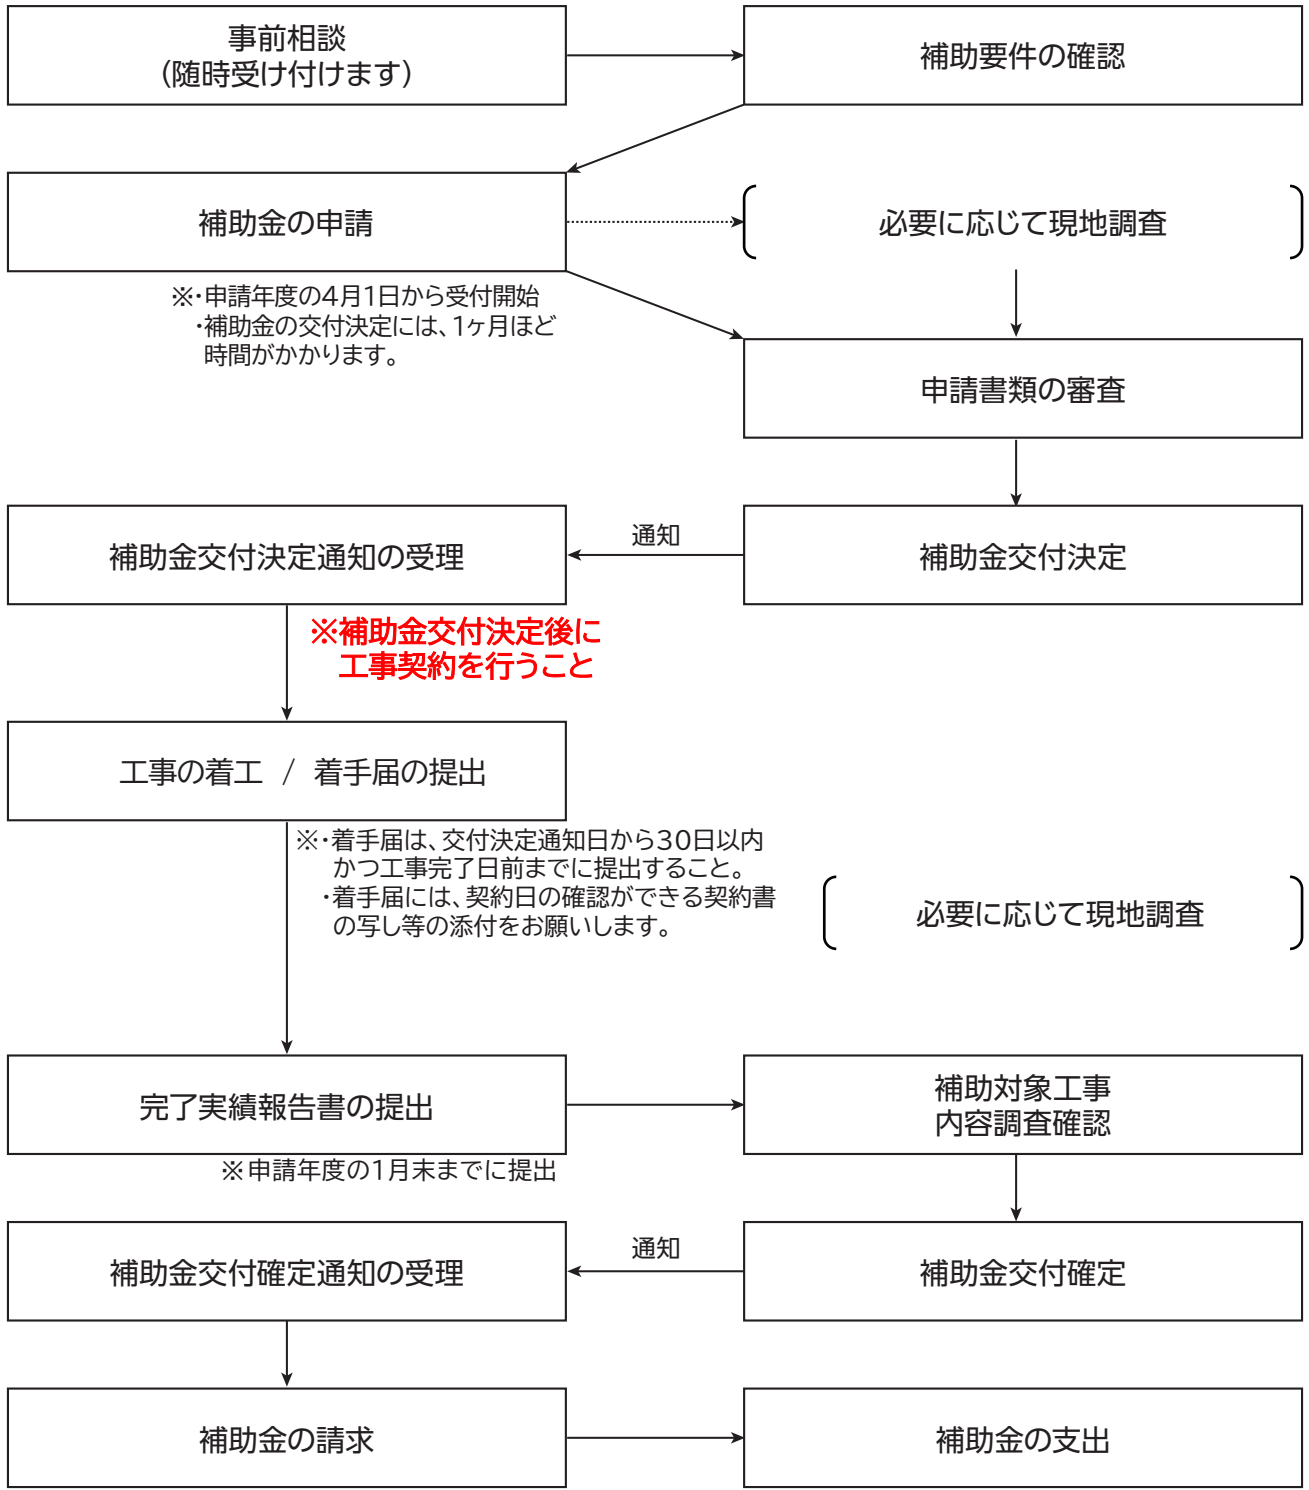 事前相談
（随時受け付けます）
補助要件の確認
補助金の申請
必要に応じて現地調査
※・申請年度の4月1日から受付開始
・補助金の交付決定には、1ヶ月ほど
時間がかかります。
申請書類の審査
補助金交付決定通知の受理
通知
補助金交付決定
※補助金交付決定後に
工事契約を行うこと
工事の着工 / 着手届の提出
※・着手届は、交付決定通知日から30日以内
かつ工事完了日前までに提出すること。
・着手届には、契約日の確認ができる契約書
の写し等の添付をお願いします。
必要に応じて現地調査
完了実績報告書の提出
補助対象工事
内容調査確認
※申請年度の1月末までに提出
補助金交付確定通知の受理
通知
補助金交付確定
補助金の請求
補助金の支出